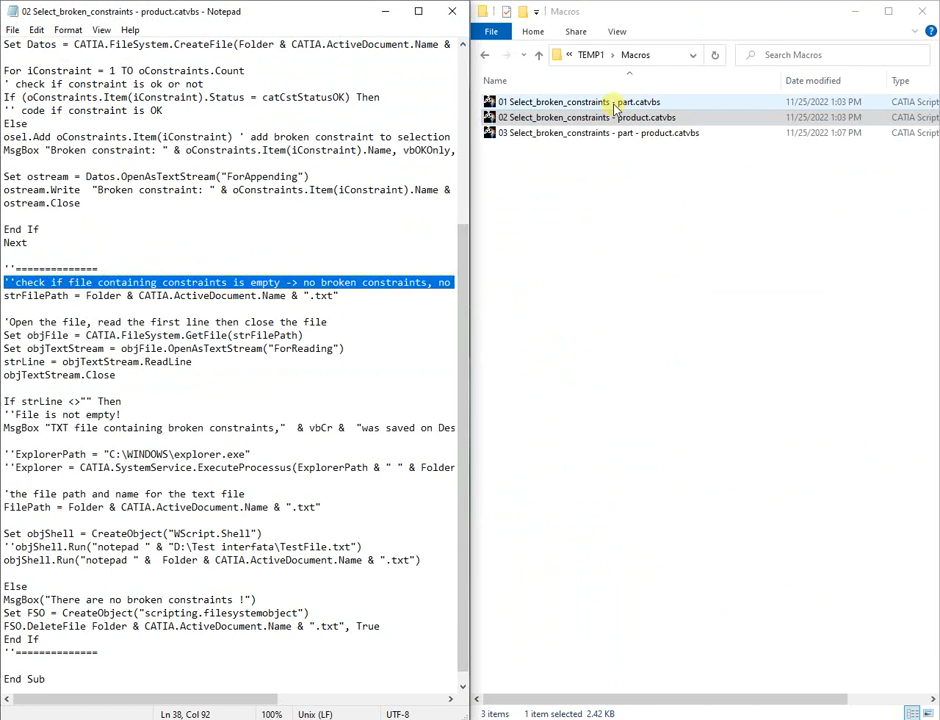 02 Select_broken_constraints - product.catvbs - Notepad
File Edit Format View Help
Set Datos = CATIA.FileSystem.CreateFile(Folder & CATIA.ActiveDocument.Name &
For iConstraint = 1 TO oConstraints.Count
' check if constraint is ok or not
If (oConstraints.Item(iConstraint).Status = catCstStatusOK) Then
'' code if constraint is OK
Else
osel.Add oConstraints.Item(iConstraint) ' add broken constraint to selection
MsgBox "Broken constraint: " & oConstraints.Item(iConstraint).Name, vbOKOnly,
Set ostream = Datos.OpenAsTextStream("ForAppending")
ostream.Write  "Broken constraint: " & oConstraints.Item(iConstraint).Name &
ostream.Close
End If
Next
''==============
''check if file containing constraints is empty -> no broken constraints, no
strFilePath = Folder & CATIA.ActiveDocument.Name & ".txt"
'Open the file, read the first line then close the file
Set objFile = CATIA.FileSystem.GetFile(strFilePath)
Set objTextStream = objFile.OpenAsTextStream("ForReading")
strLine = objTextStream.ReadLine
objTextStream.Close
If strLine <>"" Then
''File is not empty!
MsgBox "TXT file containing broken constraints,"  & vbCr &  "was saved on Des
''ExplorerPath = "C:\WINDOWS\explorer.exe"
''Explorer = CATIA.SystemService.ExecuteProcessus(ExplorerPath & " " & Folder
'the file path and name for the text file
FilePath = Folder & CATIA.ActiveDocument.Name & ".txt"
Set objShell = CreateObject("WScript.Shell")
''objShell.Run("notepad " & "D:\Test interfata\TestFile.txt")
objShell.Run("notepad " &  Folder & CATIA.ActiveDocument.Name & ".txt")
Else
MsgBox("There are no broken constraints !")
Set FSO = CreateObject("scripting.filesystemobject")
FSO.DeleteFile Folder & CATIA.ActiveDocument.Name & ".txt", True
End If
''==============
End Sub
Ln 38, Col 92 100% Unix (LF) UTF-8
Macros
File Home Share View
« TEMP1 > Macros Search Macros
Name Date modified Type
01 Select_broken_constraints - part.catvbs 11/25/2022 1:03 PM CATIA Script
02 Select_broken_constraints - product.catvbs 11/25/2022 1:03 PM CATIA Script
03 Select_broken_constraints - part - product.catvbs 11/25/2022 1:07 PM CATIA Script
3 items 1 item selected 2.42 KB